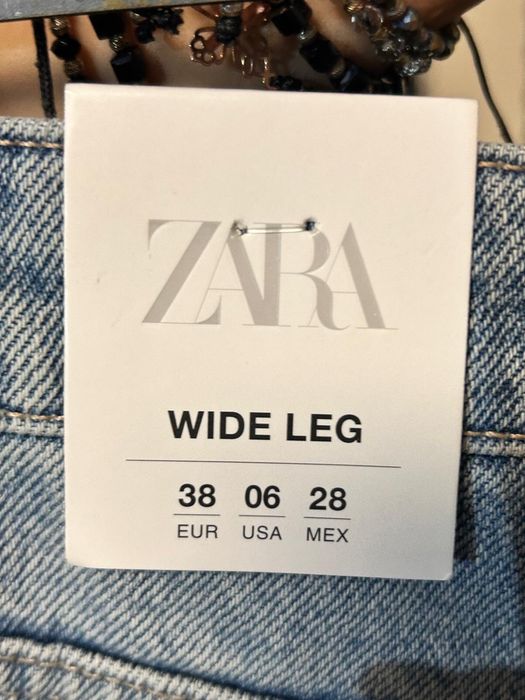 ZARA
WIDE LEG
38 06 28
EUR USA MEX